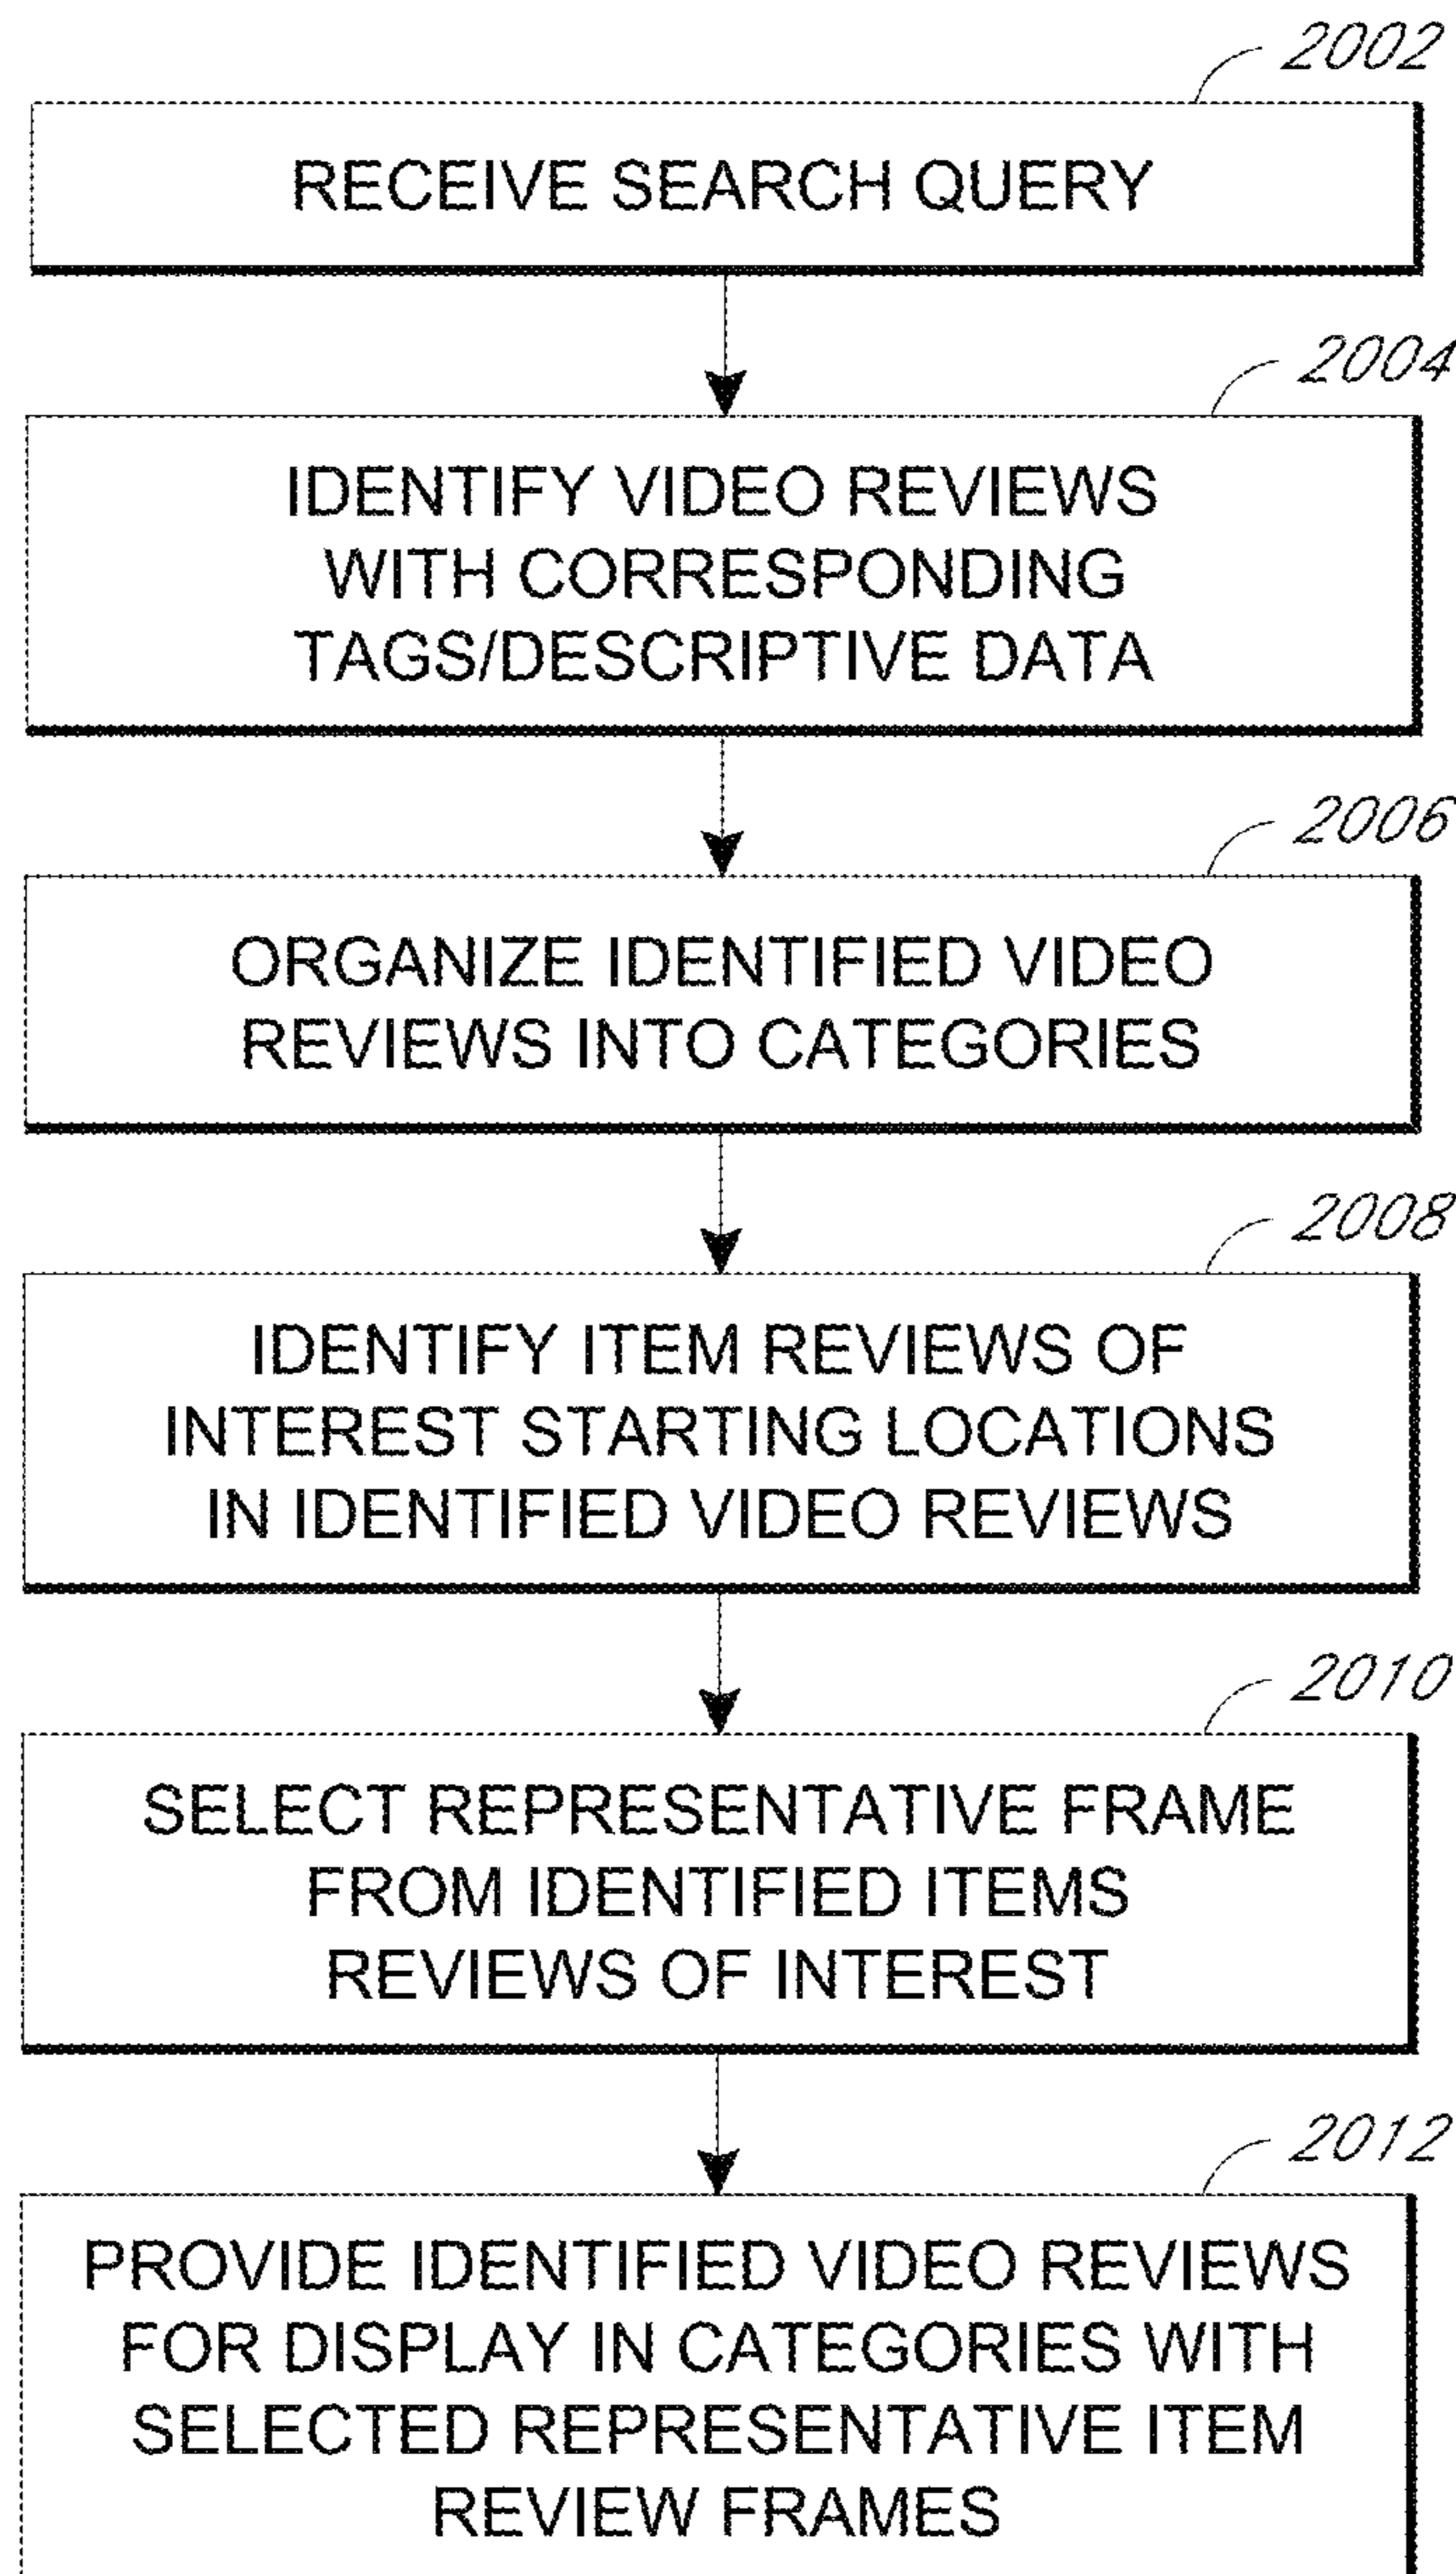 2002
RECEIVE SEARCH QUERY
2004
IDENTIFY VIDEO REVIEWS
WITH CORRESPONDING
TAGS/DESCRIPTIVE DATA
2006
ORGANIZE IDENTIFIED VIDEO
REVIEWS INTO CATEGORIES
2008
IDENTIFY ITEM REVIEWS OF
INTEREST STARTING LOCATIONS
IN IDENTIFIED VIDEO REVIEWS
2010
SELECT REPRESENTATIVE FRAME
FROM IDENTIFIED ITEMS
REVIEWS OF INTEREST
2012
PROVIDE IDENTIFIED VIDEO REVIEWS
FOR DISPLAY IN CATEGORIES WITH
SELECTED REPRESENTATIVE ITEM
REVIEW FRAMES